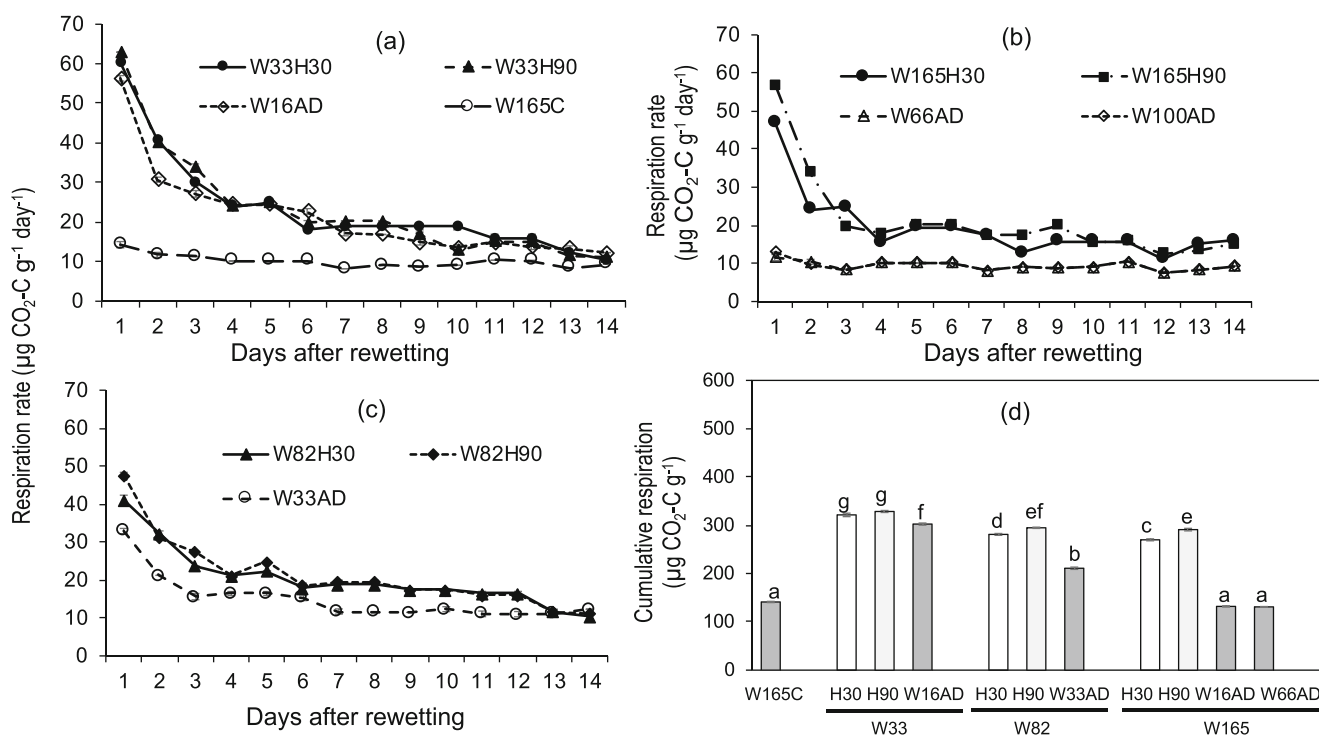 Respiration rate (µg CO2-C g-1 day-1)
(a)
70
60
50
40
30
20
10
0
W33H30
W33H90
W16AD
W165C
1 2 3 4 5 6 7 8 9 10 11 12 13 14
Days after rewetting
(b)
Respiration rate
(µg CO2-C g-1 day-1)
70
60
50
40
30
20
10
0
W165H30
W165H90
W66AD
W100AD
1 2 3 4 5 6 7 8 9 10 11 12 13 14
Days after rewetting
(c)
70
60
50
40
30
20
10
0
W82H30
W82H90
W33AD
1 2 3 4 5 6 7 8 9 10 11 12 13 14
Days after rewetting
(d)
Cumulative respiration
(µg CO2-C g-1)
600
500
400
300
200
100
0
a g g f d ef b c e a a
W165C H30 H90 W16AD H30 H90 W33AD H30 H90 W16AD W66AD
W33 W82 W165